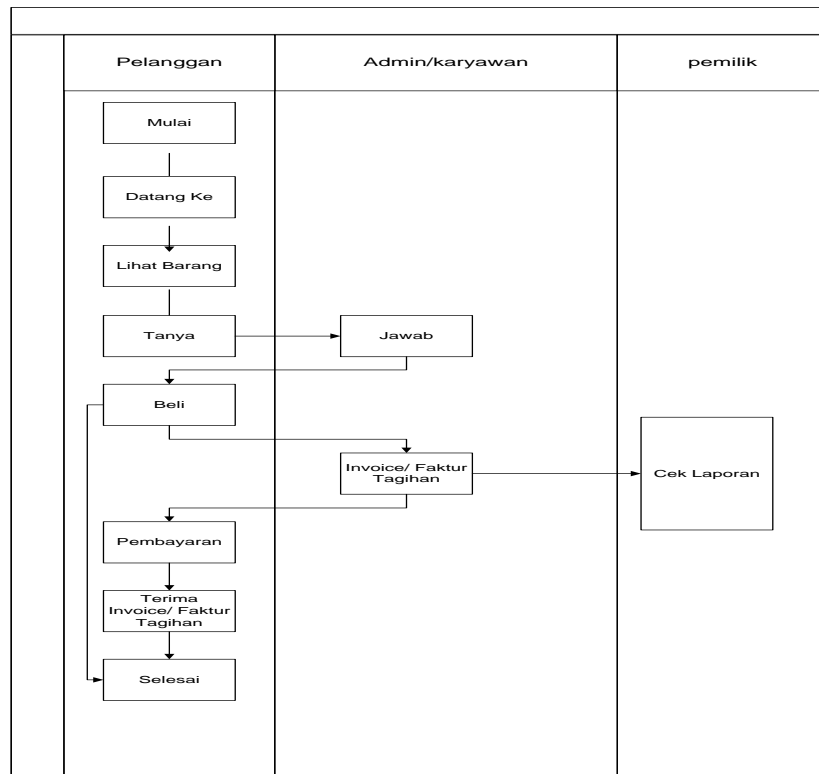 Pelanggan
Admin/karyawan
pemilik
Mulai
Datang Ke
Lihat Barang
Tanya
Jawab
Beli
Invoice/ Faktur
Tagihan
Cek Laporan
Pembayaran
Terima
Invoice/ Faktur
Tagihan
Selesai